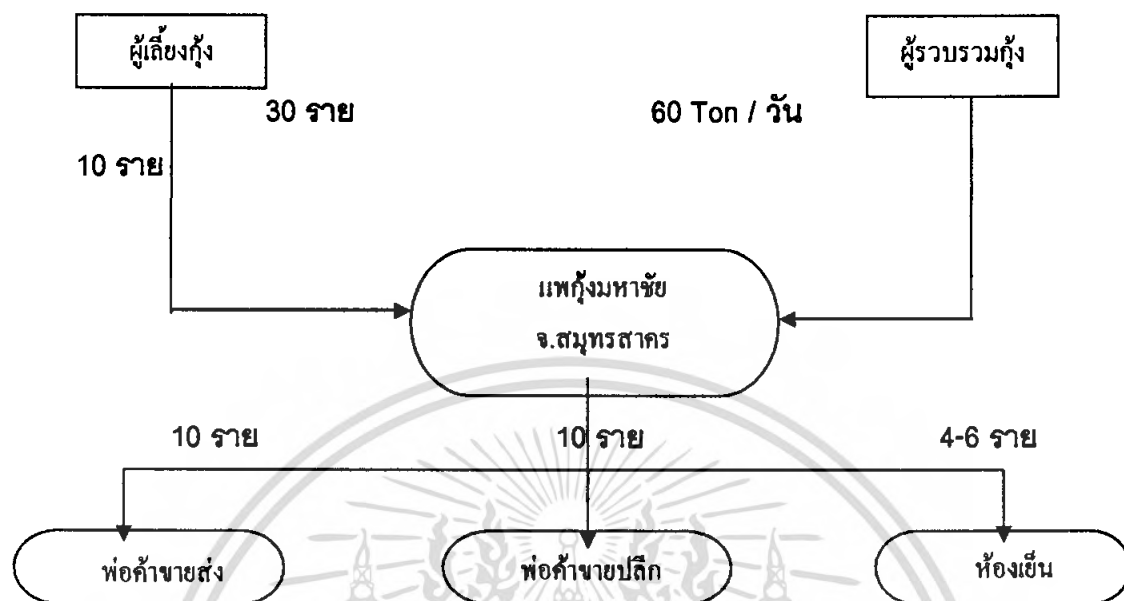 ผู้เลี้ยงกุ้ง
ผู้รวบรวมกุ้ง
30 ราย
60 Ton / วัน
10 ราย
แพกุ้งมหาชัย
จ.สมุทรสาคร
10 ราย
10 ราย
4-6 ราย
พ่อค้าขายส่ง
พ่อค้าขายปลีก
ห้องเย็น